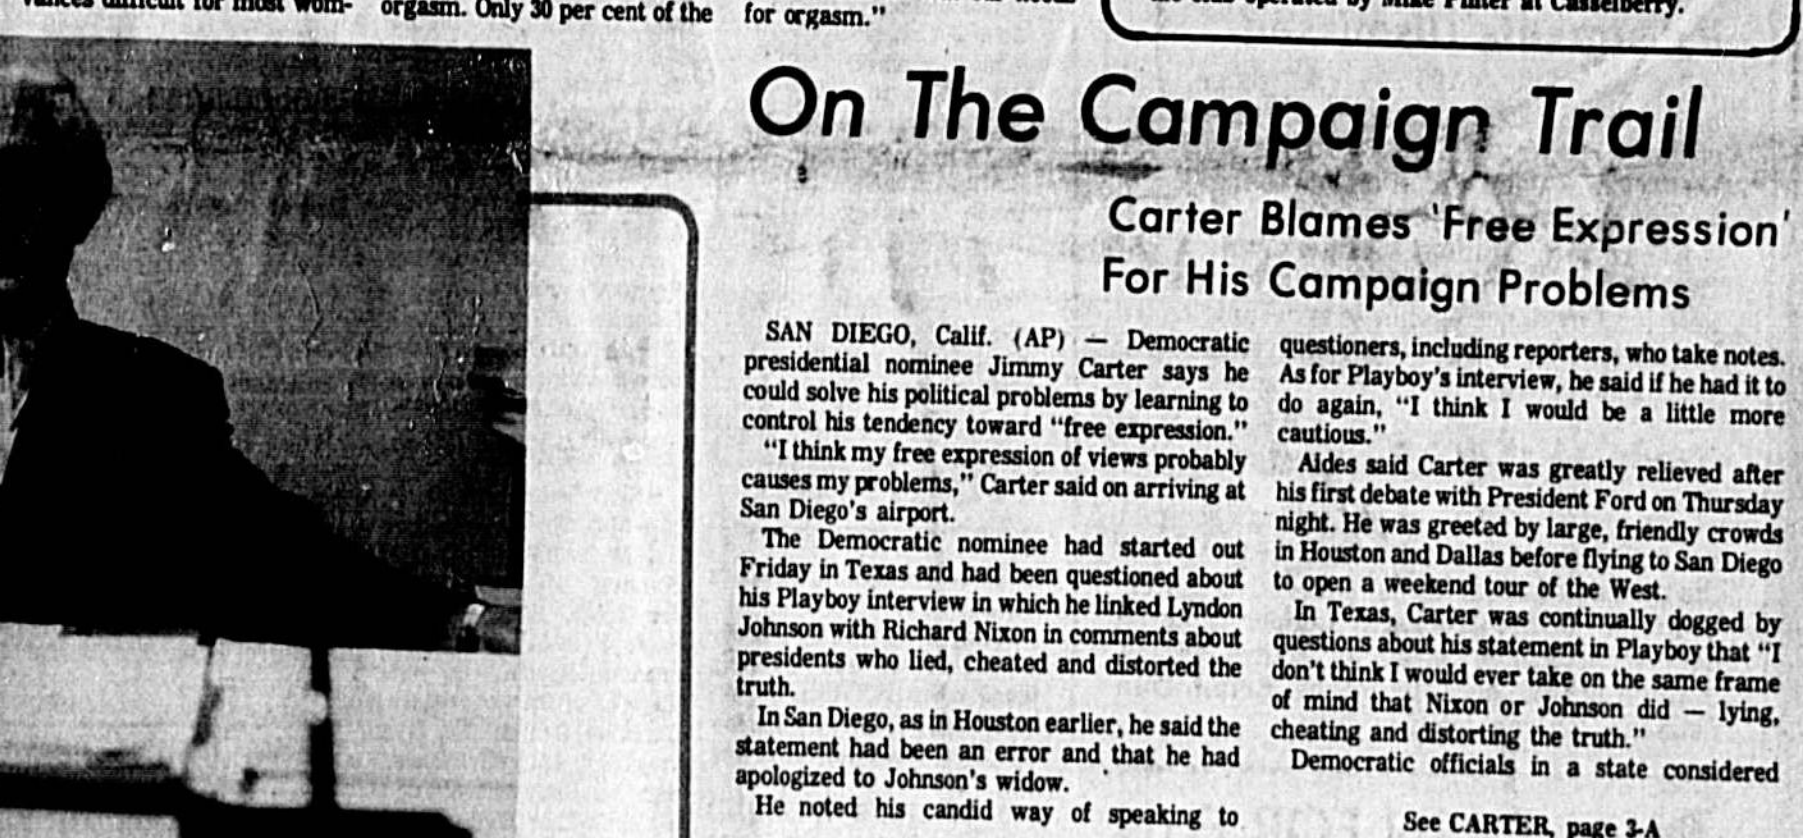 orgasm. Only 30 per cent of the
for orgasm."
On The Campaign Trail
Carter Blames 'Free Expression'
For His Campaign Problems
SAN DIEGO, Calif. (AP) — Democratic
presidential nominee Jimmy Carter says he
could solve his political problems by learning to
control his tendency toward "free expression."
"I think my free expression of views probably
causes my problems," Carter said on arriving at
San Diego's airport.
The Democratic nominee had started out
Friday in Texas and had been questioned about
his Playboy interview in which he linked Lyndon
Johnson with Richard Nixon in comments about
presidents who lied, cheated and distorted the
truth.
In San Diego, as in Houston earlier, he said the
statement had been an error and that he had
apologized to Johnson's widow.
He noted his candid way of speaking to
questioners, including reporters, who take notes.
As for Playboy's interview, he said if he had it to
do again, "I think I would be a little more
cautious."
Aides said Carter was greatly relieved after
his first debate with President Ford on Thursday
night. He was greeted by large, friendly crowds
in Houston and Dallas before flying to San Diego
to open a weekend tour of the West.
In Texas, Carter was continually dogged by
questions about his statement in Playboy that "I
don't think I would ever take on the same frame
of mind that Nixon or Johnson did — lying,
cheating and distorting the truth."
Democratic officials in a state considered
See CARTER, page 3-A